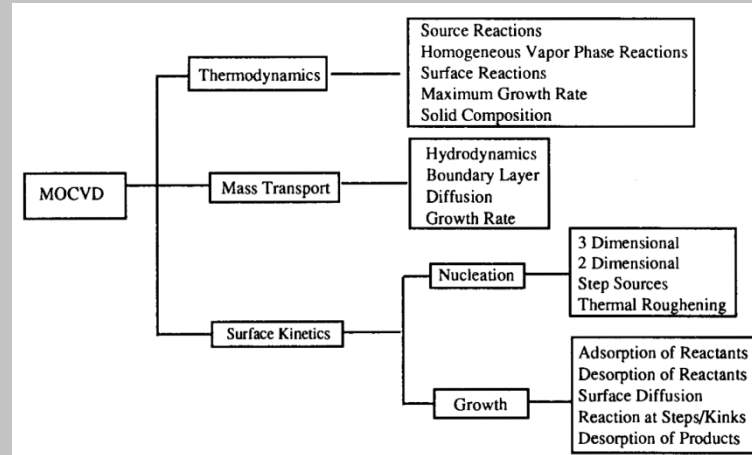 MOCVD
Thermodynamics
Source Reactions
Homogeneous Vapor Phase Reactions
Surface Reactions
Maximum Growth Rate
Solid Composition
Mass Transport
Hydrodynamics
Boundary Layer
Diffusion
Growth Rate
Surface Kinetics
Nucleation
3 Dimensional
2 Dimensional
Step Sources
Thermal Roughening
Growth
Adsorption of Reactants
Desorption of Reactants
Surface Diffusion
Reaction at Steps/Kinks
Desorption of Products